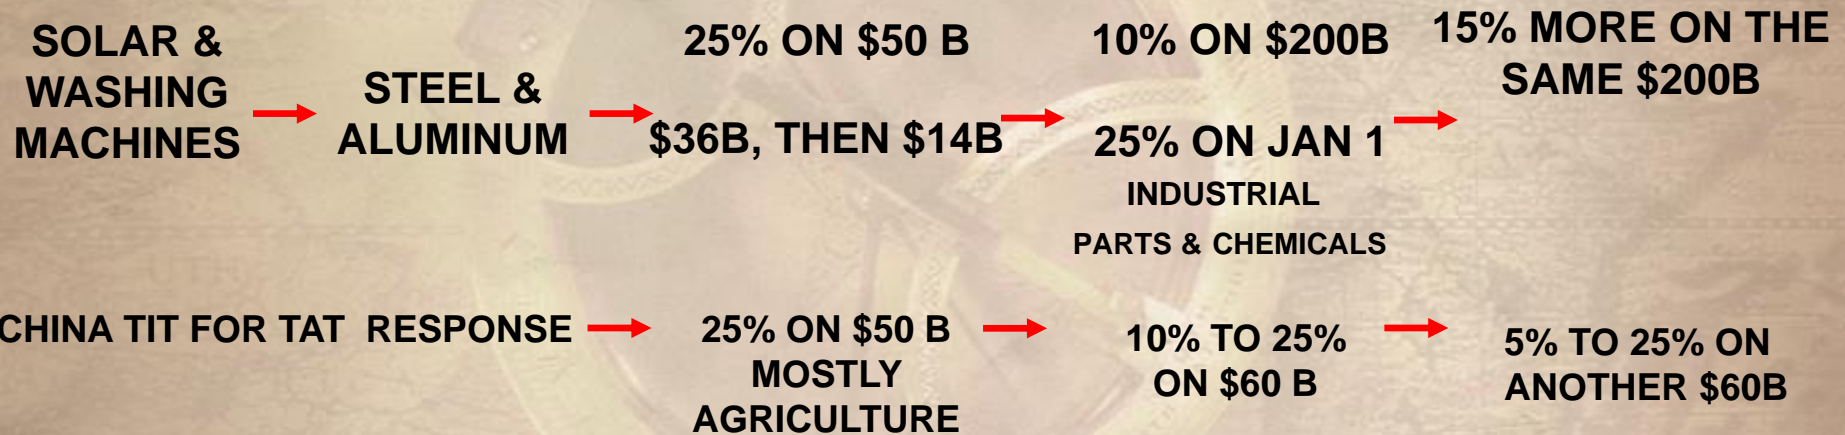 SOLAR &
WASHING
MACHINES
STEEL &
ALUMINUM
25% ON $50 B
$36B, THEN $14B
10% ON $200B
25% ON JAN 1
INDUSTRIAL
PARTS & CHEMICALS
15% MORE ON THE
SAME $200B
CHINA TIT FOR TAT RESPONSE
25% ON $50 B
MOSTLY
AGRICULTURE
10% TO 25%
ON $60 B
5% TO 25% ON
ANOTHER $60B